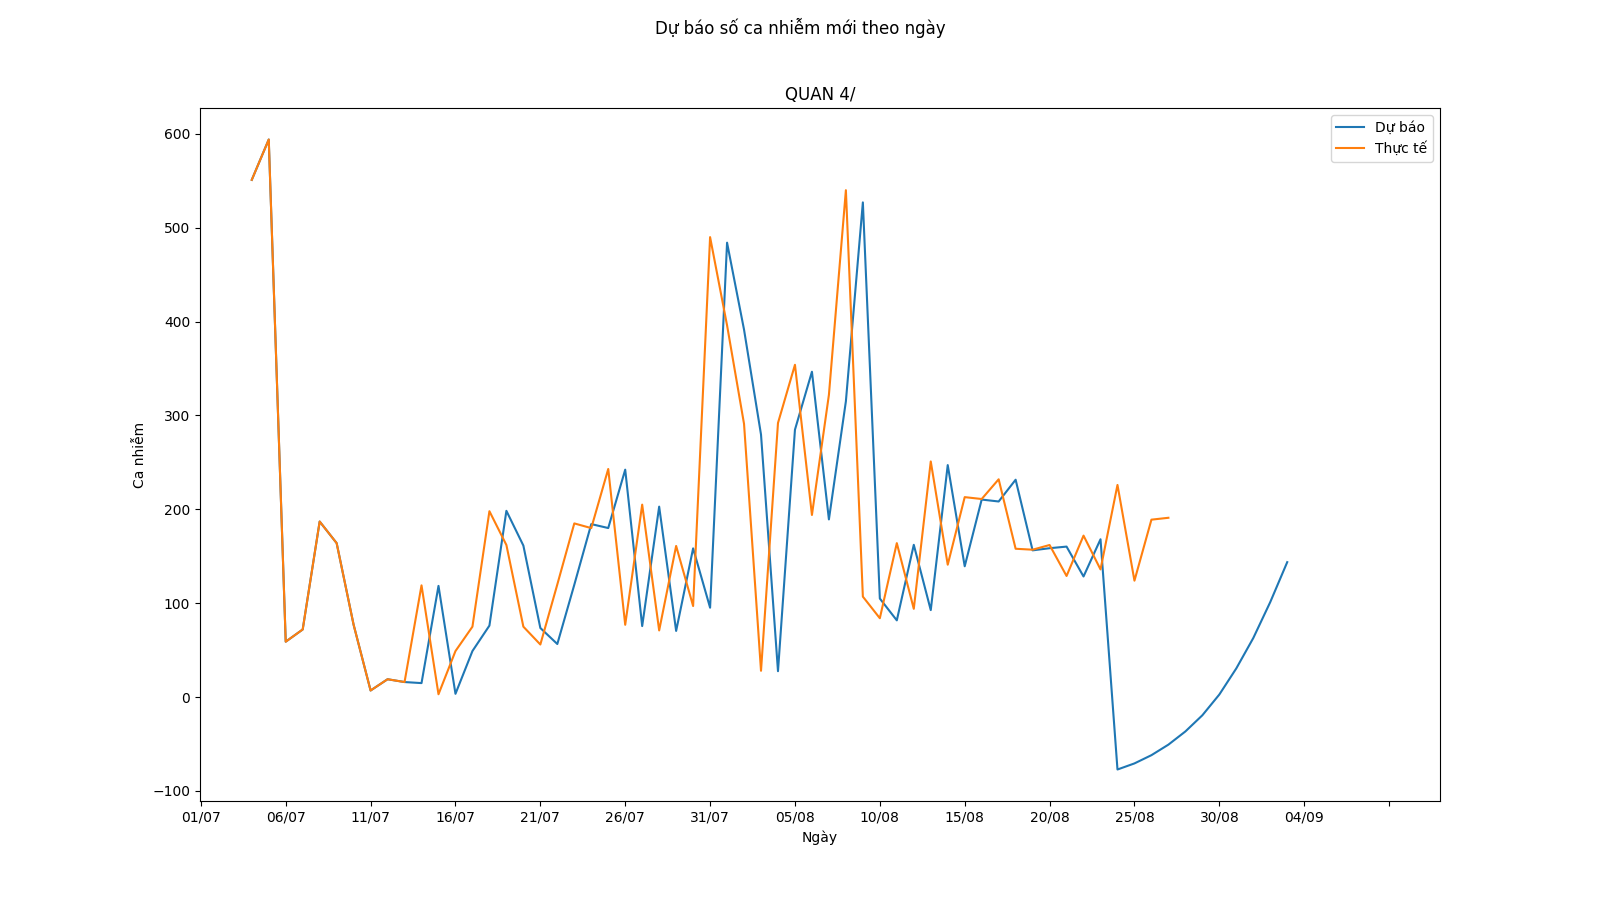 Dự báo số ca nhiễm mới theo ngày
QUAN 4/
Dự báo
Thực tế
600
500
400
300
200
100
0
−100
Ca nhiễm
01/07 06/07 11/07 16/07 21/07 26/07 31/07 05/08 10/08 15/08 20/08 25/08 30/08 04/09
Ngày